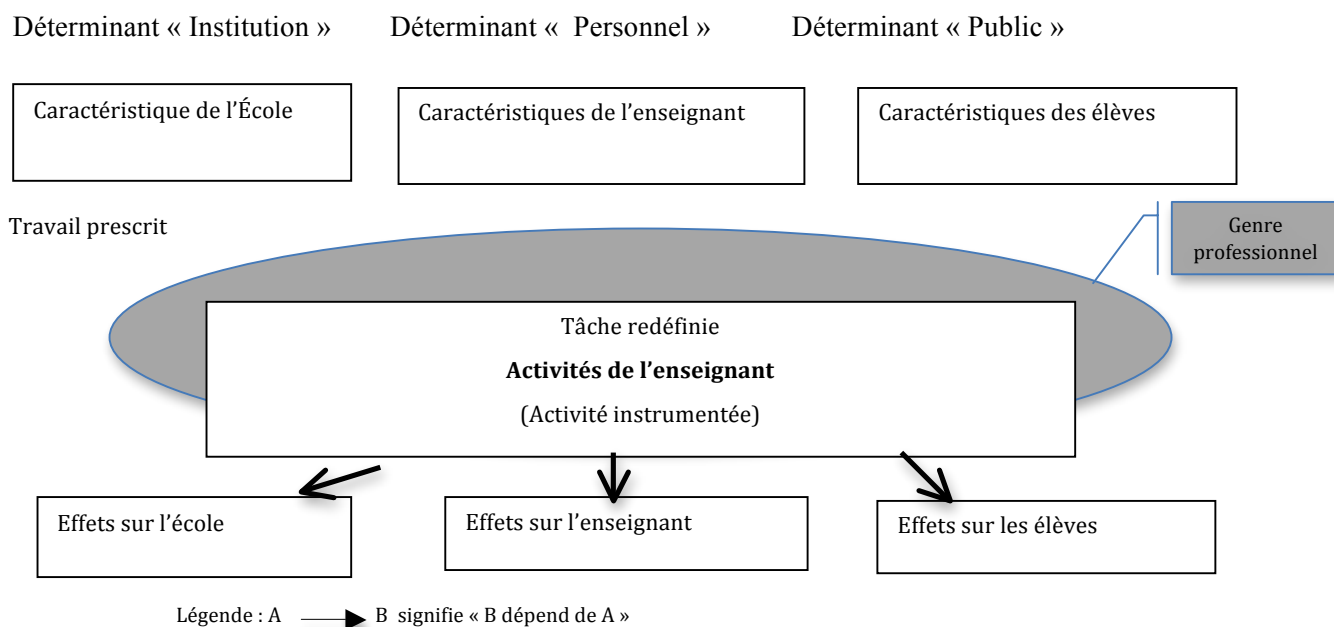 Déterminant « Institution »
Déterminant «  Personnel »
Déterminant « Public »
Caractéristique de l’École
Caractéristiques de l’enseignant
Caractéristiques des élèves
Travail prescrit
Genre
professionnel
Tâche redéfinie
Activités de l’enseignant
(Activité instrumentée)
Effets sur l’école
Effets sur l’enseignant
Effets sur les élèves
Légende : A
B  signifie « B dépend de A »